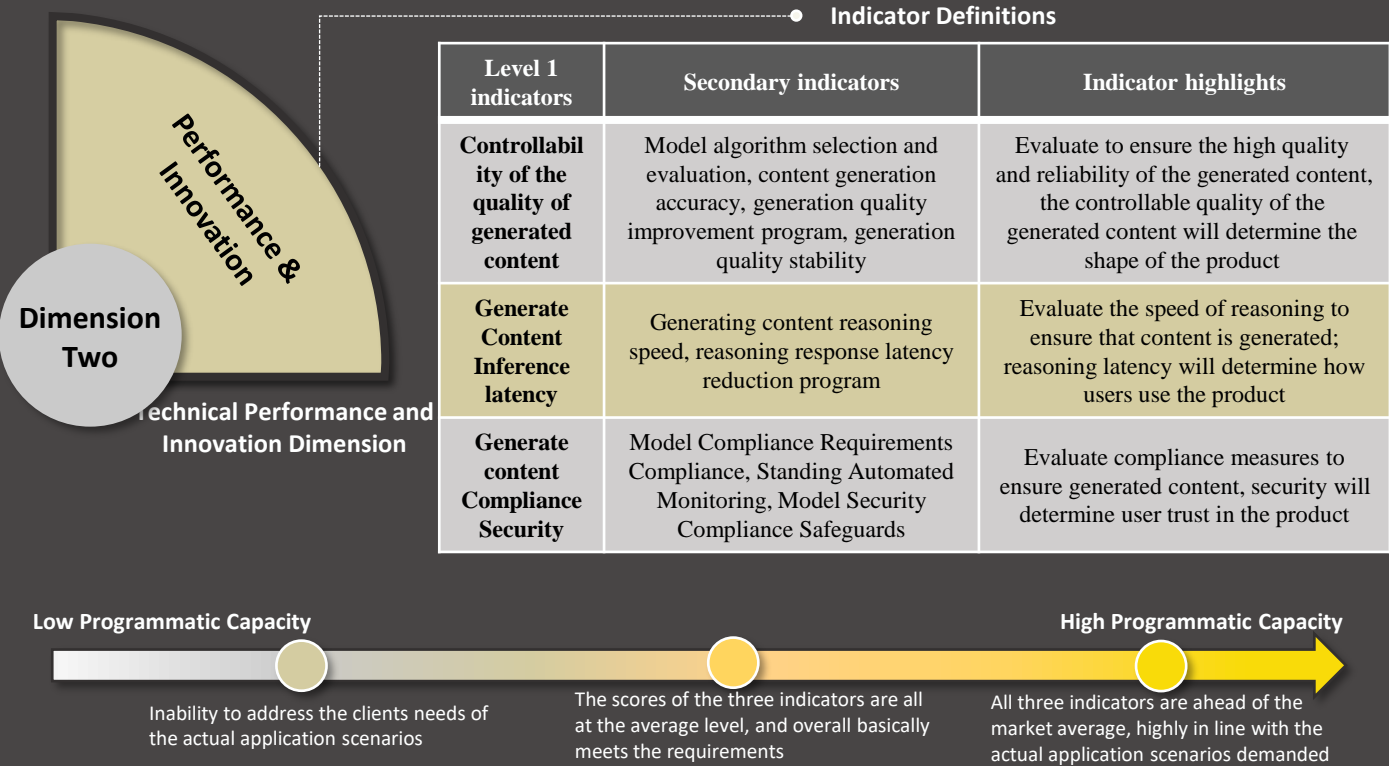 Indicator Definitions
Performance &
Innovation
Dimension
Two
Technical Performance and
Innovation Dimension
Level 1
indicators
Secondary indicators
Indicator highlights
Controllabil
ity of the
quality of
generated
content
Model algorithm selection and
evaluation, content generation
accuracy, generation quality
improvement program, generation
quality stability
Evaluate to ensure the high quality
and reliability of the generated content,
the controllable quality of the
generated content will determine the
shape of the product
Generate
Content
Inference
latency
Generating content reasoning
speed, reasoning response latency
reduction program
Evaluate the speed of reasoning to
ensure that content is generated;
reasoning latency will determine how
users use the product
Generate
content
Compliance
Security
Model Compliance Requirements
Compliance, Standing Automated
Monitoring, Model Security
Compliance Safeguards
Evaluate compliance measures to
ensure generated content, security will
determine user trust in the product
Low Programmatic Capacity
High Programmatic Capacity
Inability to address the clients needs of
the actual application scenarios
The scores of the three indicators are all
at the average level, and overall basically
meets the requirements
All three indicators are ahead of the
market average, highly in line with the
actual application scenarios demanded